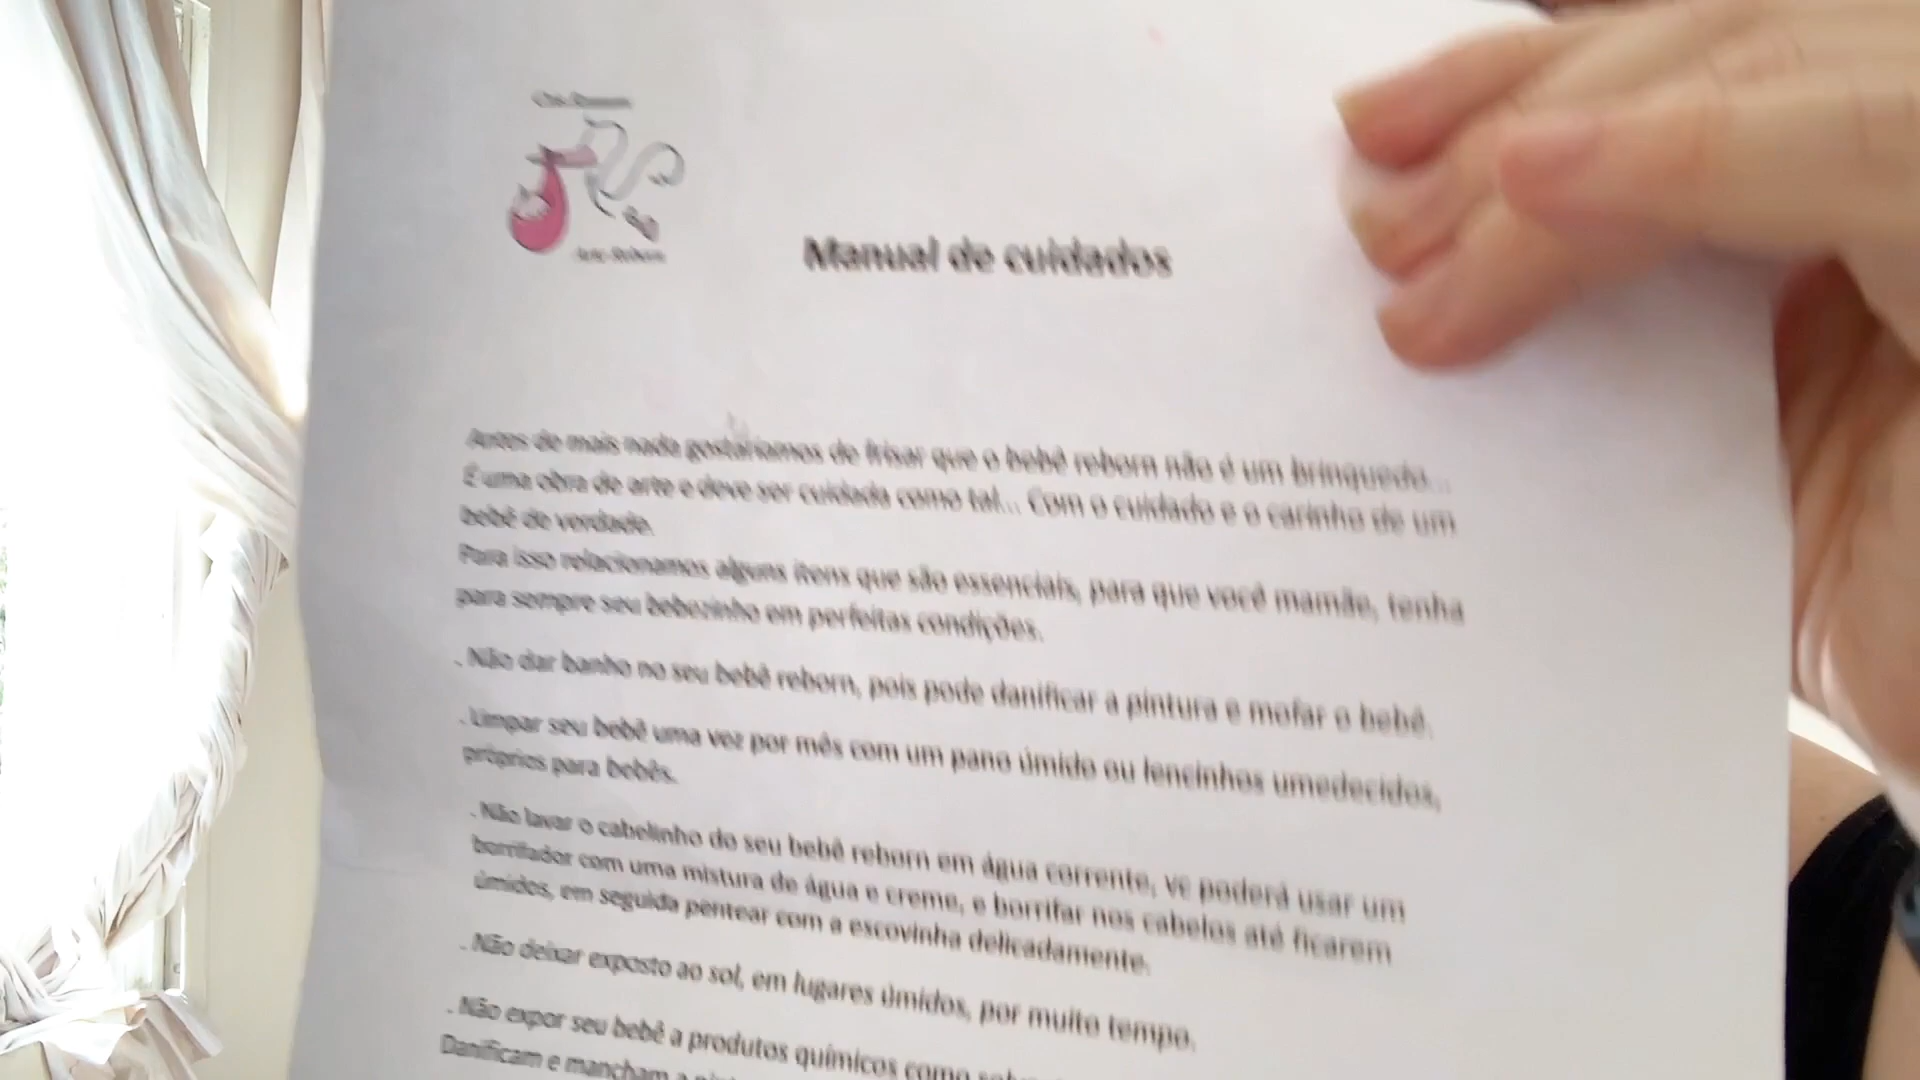 Manual de cuidados
Antes de mais nada gostaríamos de frisar que o bebê reborn não é um brinquedo...
É uma obra de arte e deve ser cuidada como tal... Com o cuidado e o carinho de um
bebê de verdade.
Para isso relacionamos alguns itens que são essenciais, para que você mamãe, tenha
para sempre seu bebezinho em perfeitas condições.
. Não dar banho no seu bebê reborn, pois pode danificar a pintura e mofar o bebê.
. Limpar seu bebê uma vez por mês com um pano úmido ou lencinhos umedecidos,
próprios para bebês.
. Não lavar o cabelinho do seu bebê reborn em água corrente, vc poderá usar um
borrifador com uma mistura de água e creme, e borrifar nos cabelos até ficarem
úmidos, em seguida pentear com a escovinha delicadamente.
. Não deixar exposto ao sol, em lugares úmidos, por muito tempo.
. Não expor seu bebê a produtos químicos como
Danificam e mancham a